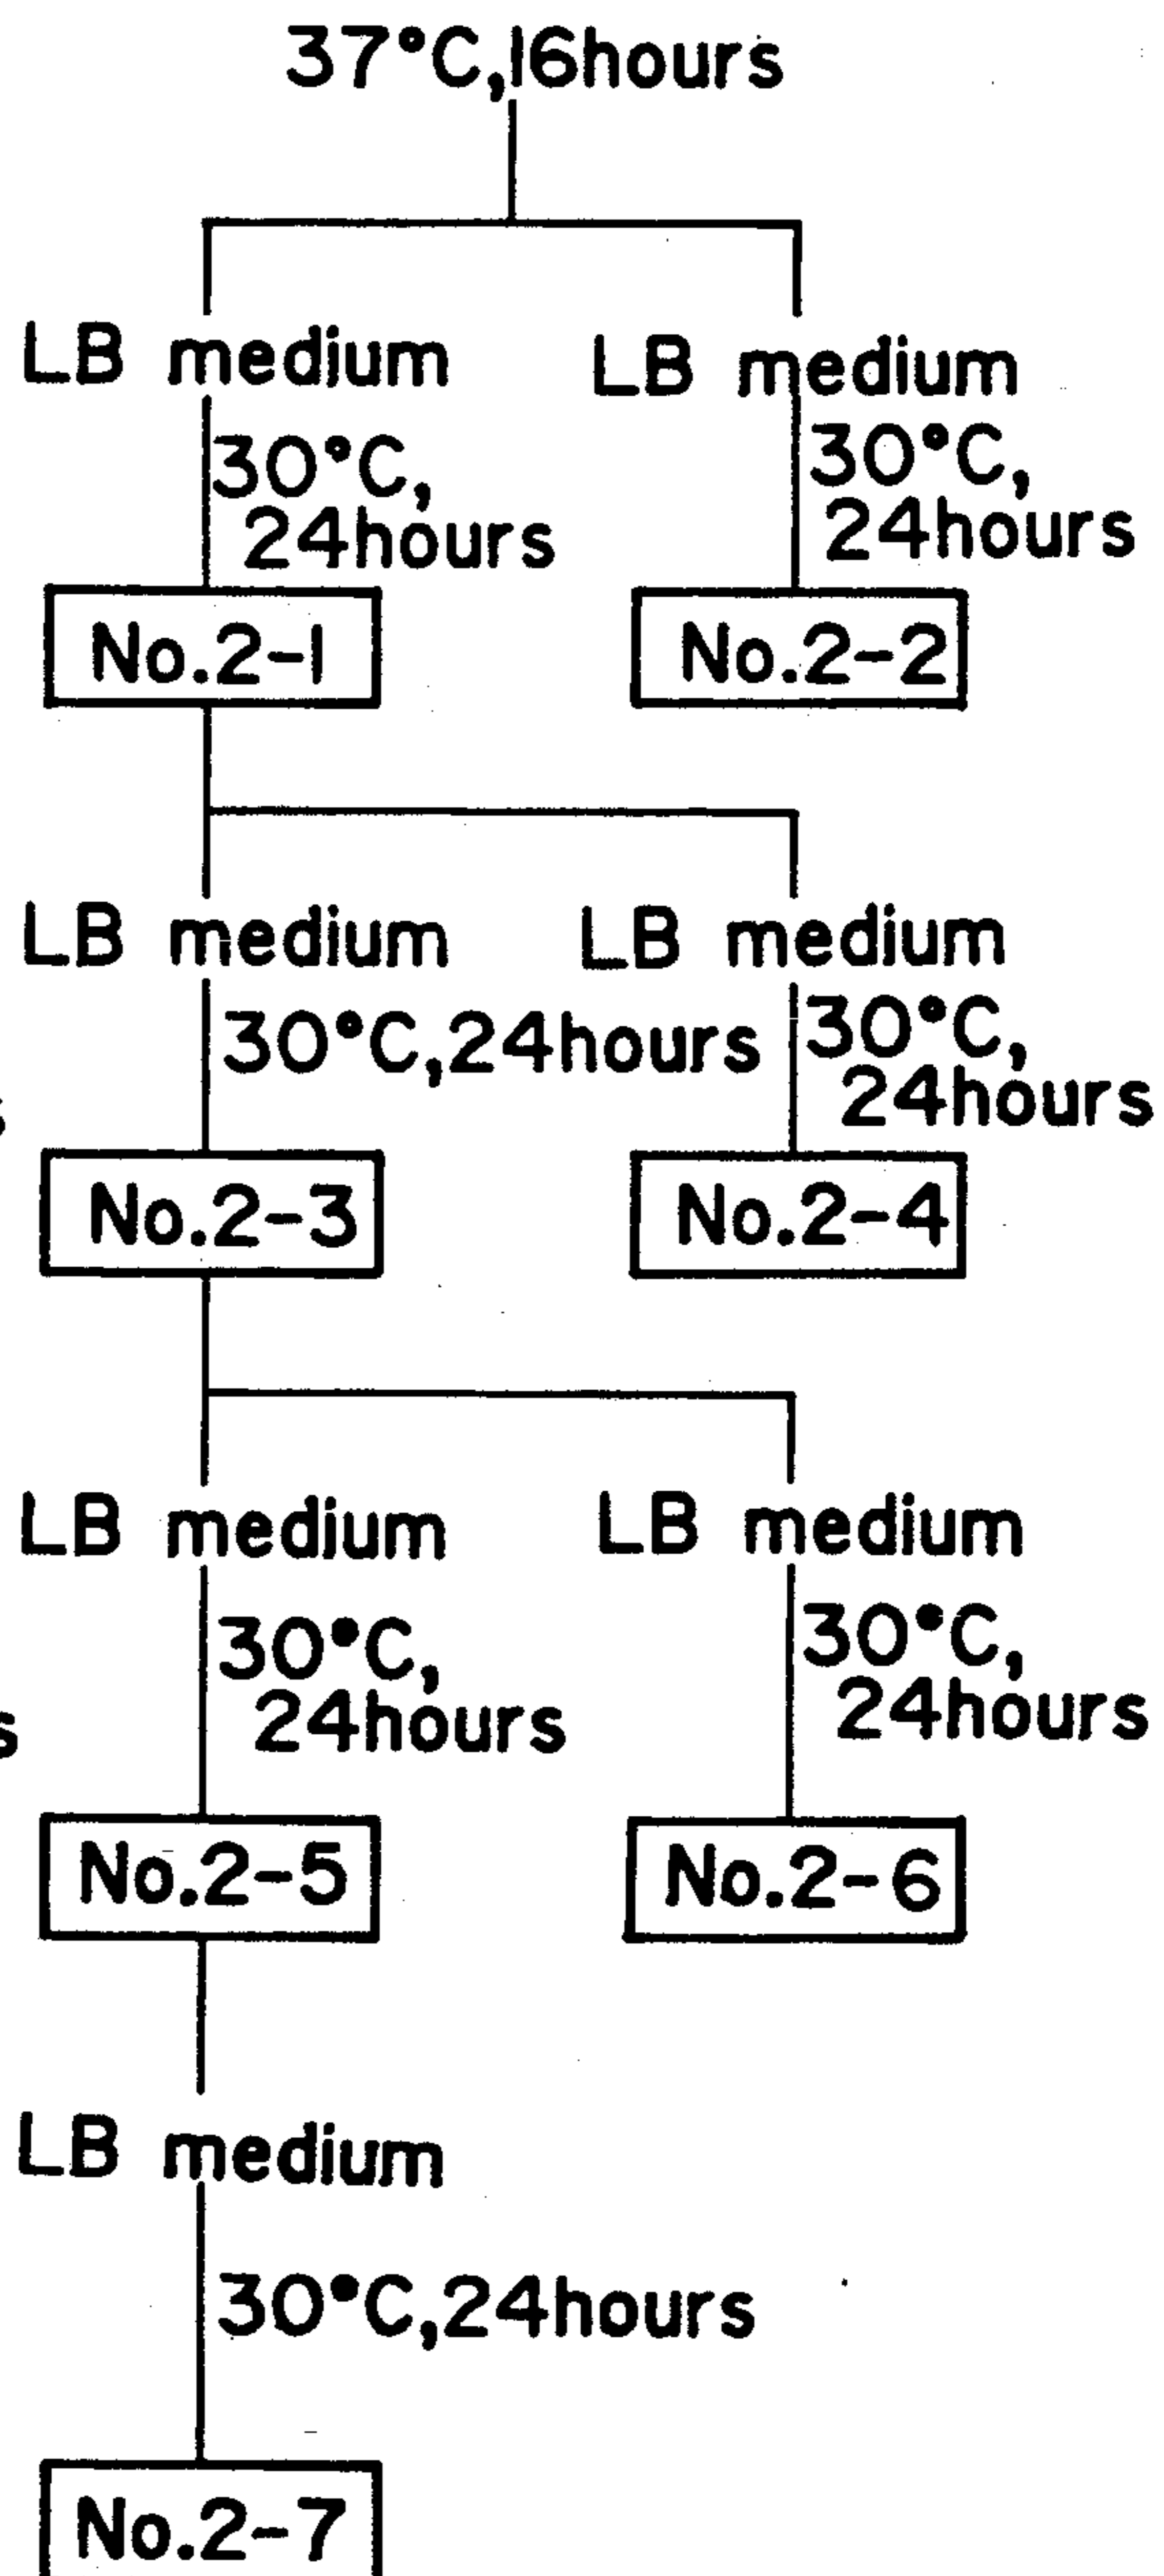 37°C,16hours
LB medium
LB medium
30°C,
24hours
30°C,
24hours
No.2-1
No.2-2
LB medium
LB medium
30°C,24hours
30°C,
24hours
No.2-3
No.2-4
LB medium
LB medium
30°C,
24hours
30°C,
24hours
No.2-5
No.2-6
LB medium
30°C,24hours
No.2-7